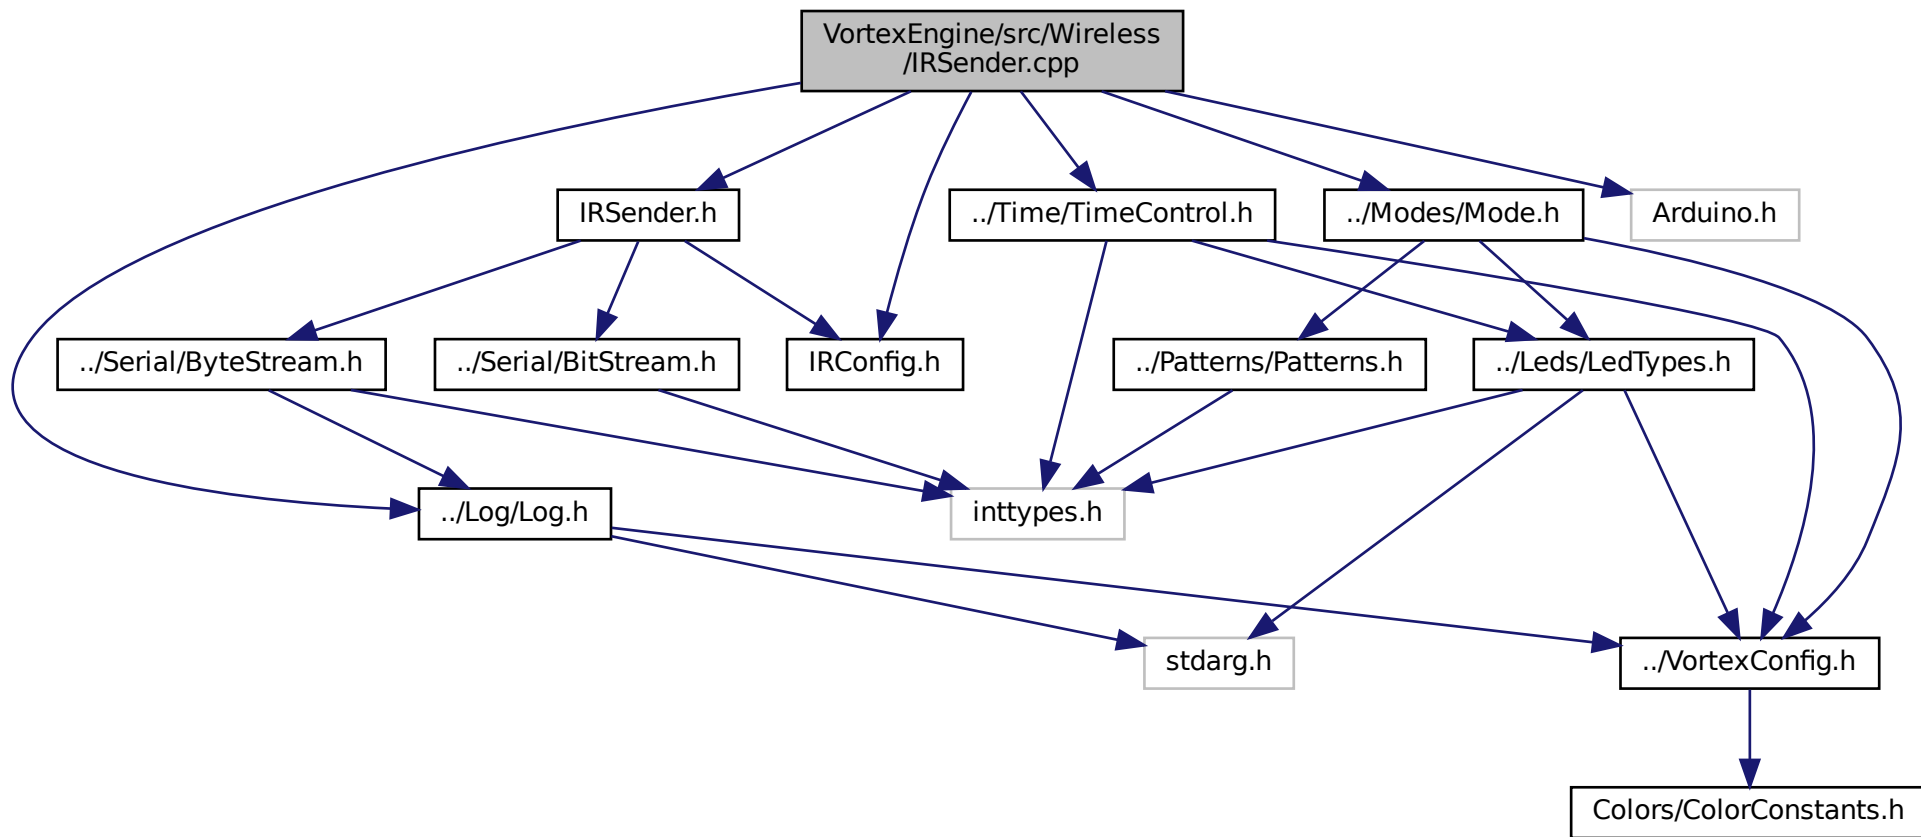 VortexEngine/src/Wireless
/IRSender.cpp
IRSender.h
../Time/TimeControl.h
../Modes/Mode.h
Arduino.h
../Serial/ByteStream.h
../Serial/BitStream.h
IRConfig.h
../Patterns/Patterns.h
../Leds/LedTypes.h
../Log/Log.h
inttypes.h
stdarg.h
../VortexConfig.h
Colors/ColorConstants.h